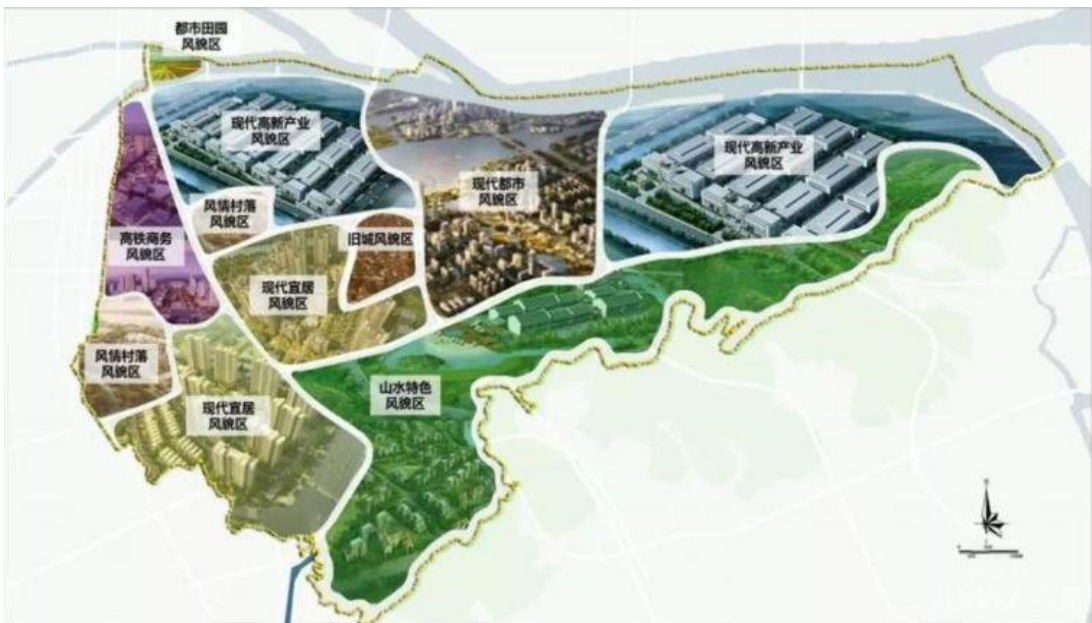 都市田园
风貌区
现代高新产业
风貌区
现代高新产业
风貌区
现代都市
风貌区
风情村落
风貌区
旧城风貌区
高铁商务
风貌区
现代宜居
风貌区
风情村落
风貌区
山水特色
风貌区
现代宜居
风貌区